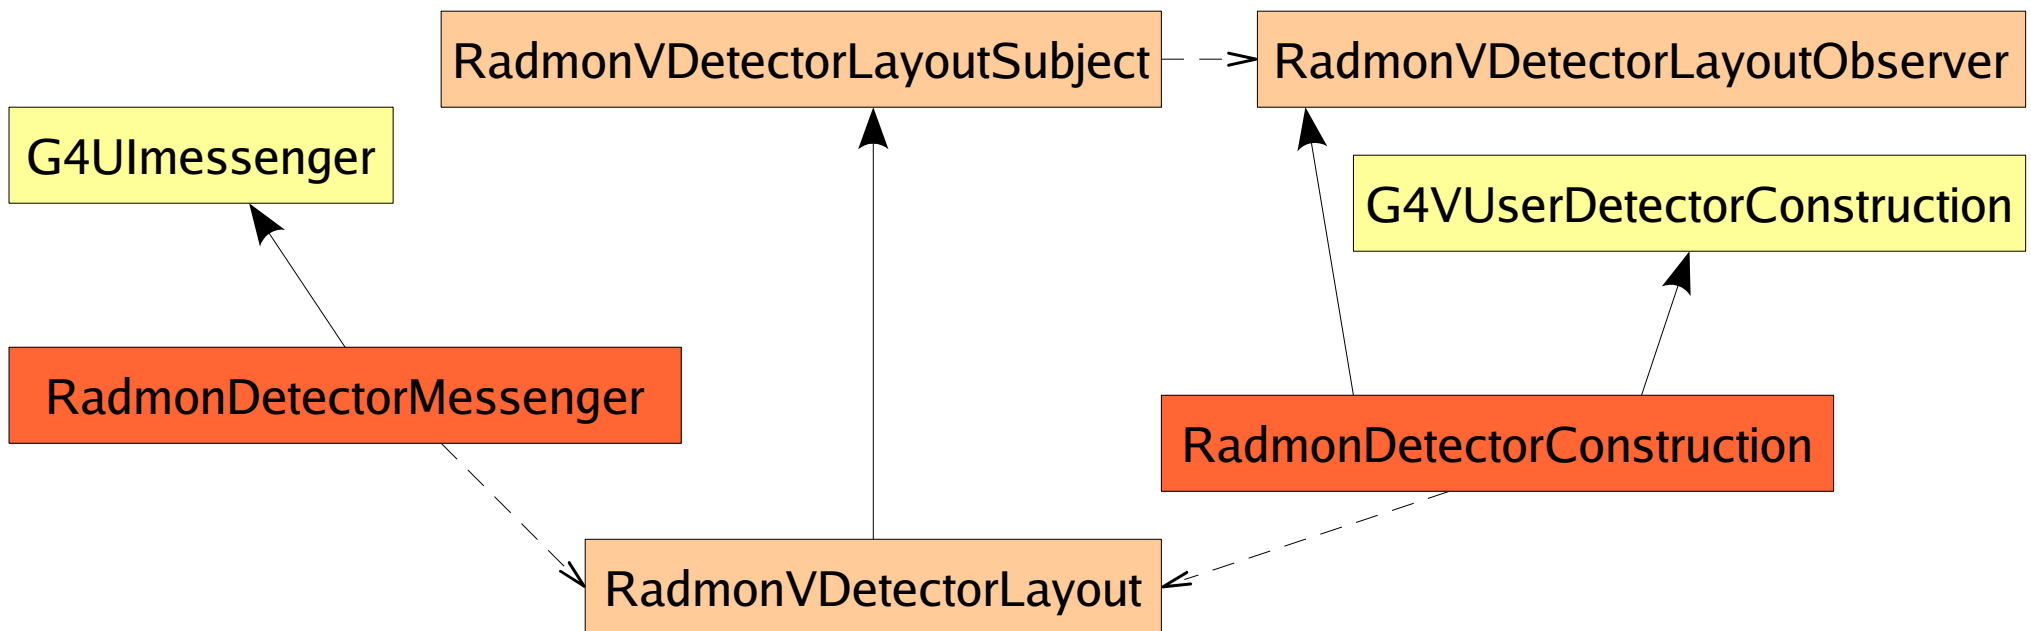 RadmonVDetectorLayoutSubject
RadmonVDetectorLayoutObserver
G4UImessenger
G4VUserDetectorConstruction
RadmonDetectorMessenger
RadmonDetectorConstruction
RadmonVDetectorLayout